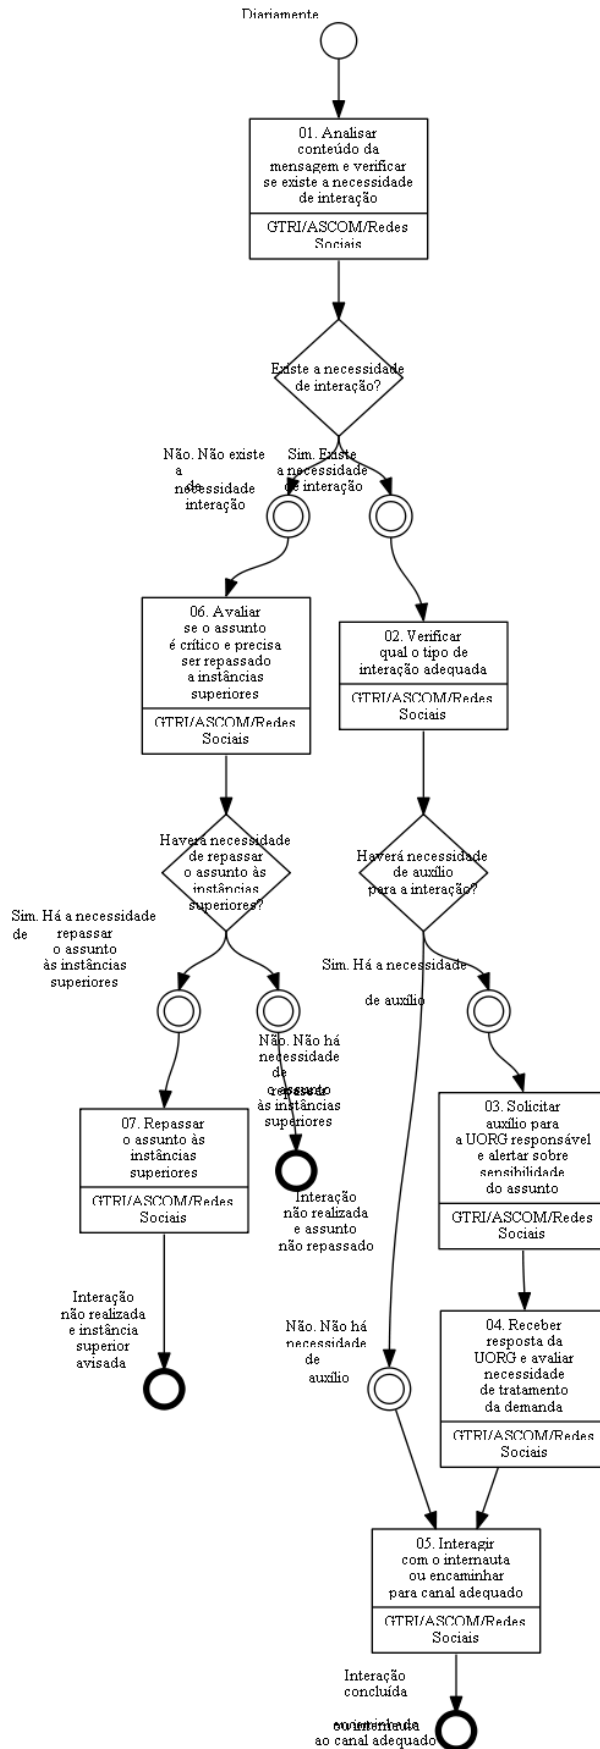 Diariamente
01. Analisar
conteúdo da
mensagem e verificar
se existe a necessidade
de interação
GTRI/ASCOM/Redes
Sociais
Existe a necessidade
de interação?
Não. Não existe
a
da
necessidade
interação
Sim. Existe
a necessidade
de interação
06. Avaliar
se o assunto
é crítico e precisa
ser repassado
a instâncias
superiores
GTRI/ASCOM/Redes
Sociais
02. Verificar
qual o tipo de
interação adequada
GTRI/ASCOM/Redes
Sociais
Haverá necessidade
de repassar
o assunto às
instâncias
superiores?
Haverá necessidade
de auxílio
para a interação?
Sim. Há a necessidade
de repassar
o assunto
às instâncias
superiores
Sim. Há a necessidade
de auxílio
Não. Não há
necessidade
de
repassar
o assunto
às instâncias
superiores
07. Repassar
o assunto às
instâncias
superiores
GTRI/ASCOM/Redes
Sociais
03. Solicitar
auxílio para
a UORG responsável
e alertar sobre
sensibilidade
do assunto
GTRI/ASCOM/Redes
Sociais
Interação
não realizada
e assunto
não repassado
Interação
não realizada
e instância
superior
avisada
Não. Não há
necessidade
de
auxílio
04. Receber
resposta da
UORG e avaliar
necessidade
de tratamento
da demanda
GTRI/ASCOM/Redes
Sociais
05. Interagir
com o internauta
ou encaminhar
para canal adequado
GTRI/ASCOM/Redes
Sociais
Interação
concluída
ou internauta
encaminhado
ao canal adequado